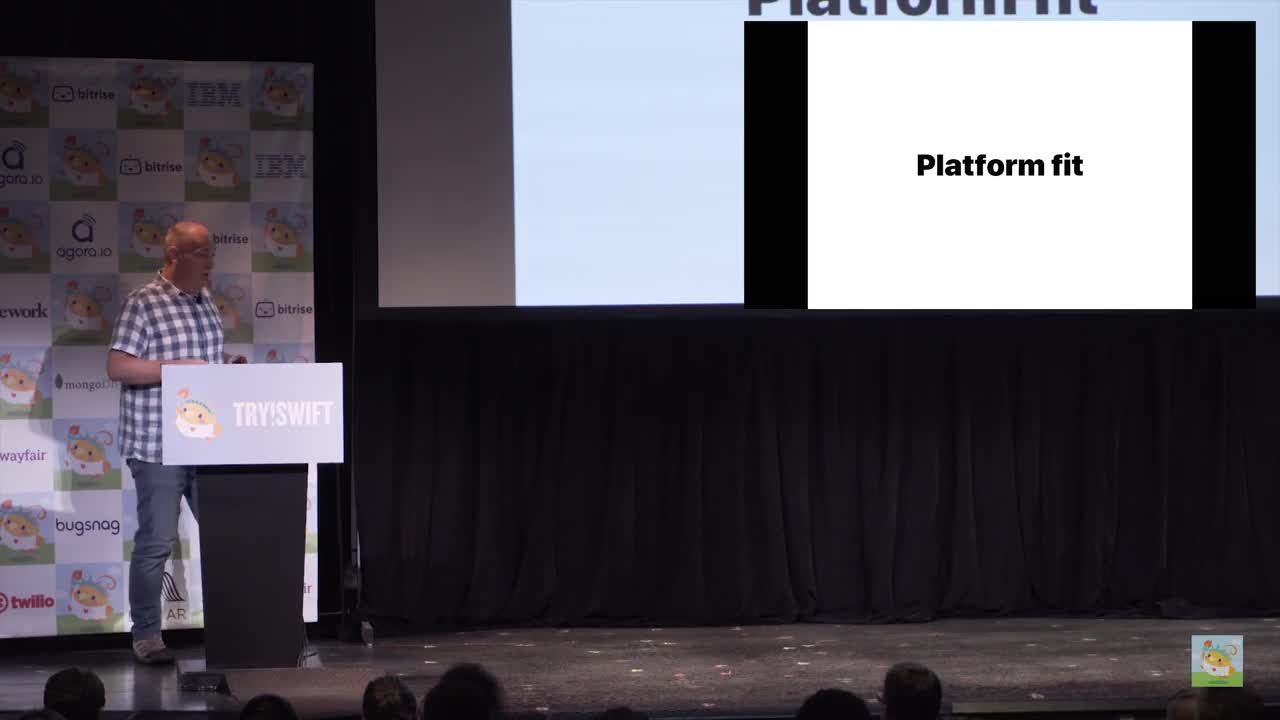 Platform fit
Platform fit
bitrise
IBM
agora.io
bitrise
IBM
agora.io
bitrise
ework
bitrise
mongoDB
TRY!SWIFT
wayfair
bugsnag
twilio
AR